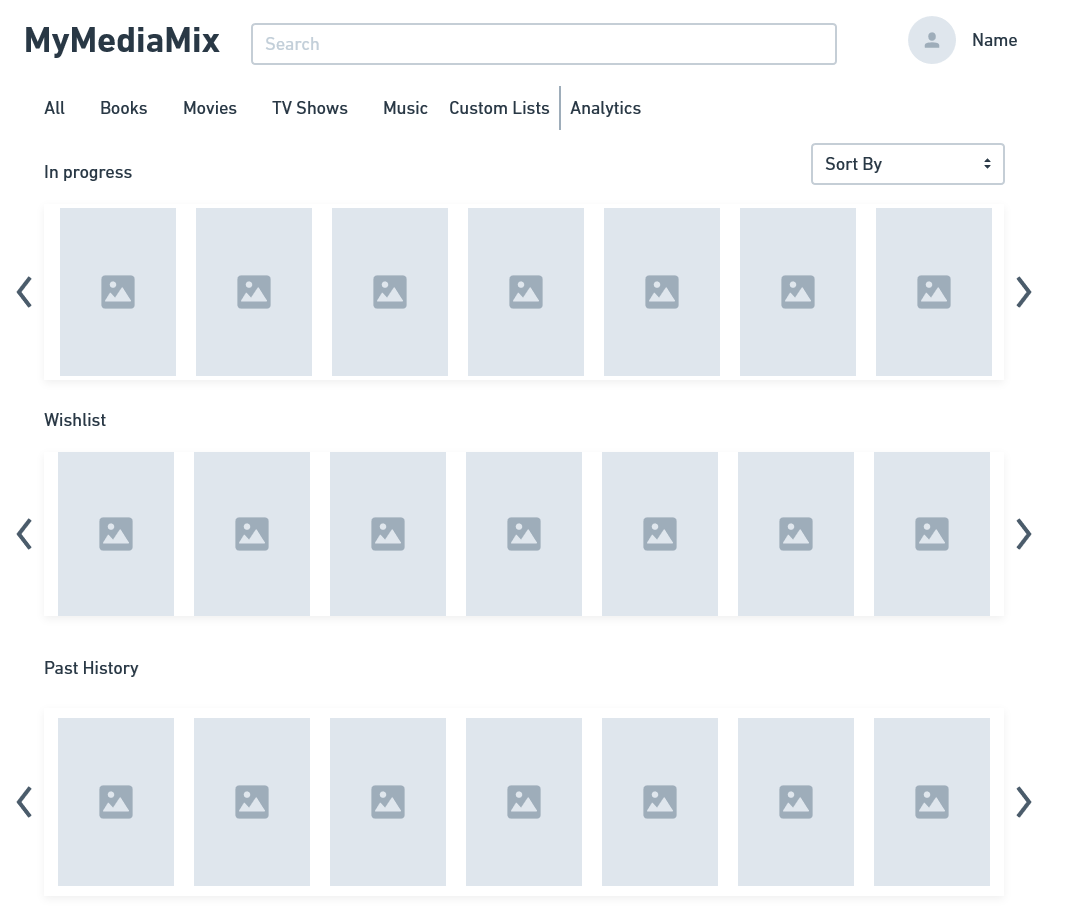 MyMediaMix
Search
Name
All Books Movies TV Shows Music Custom Lists Analytics
In progress
Sort By
Wishlist
Past History